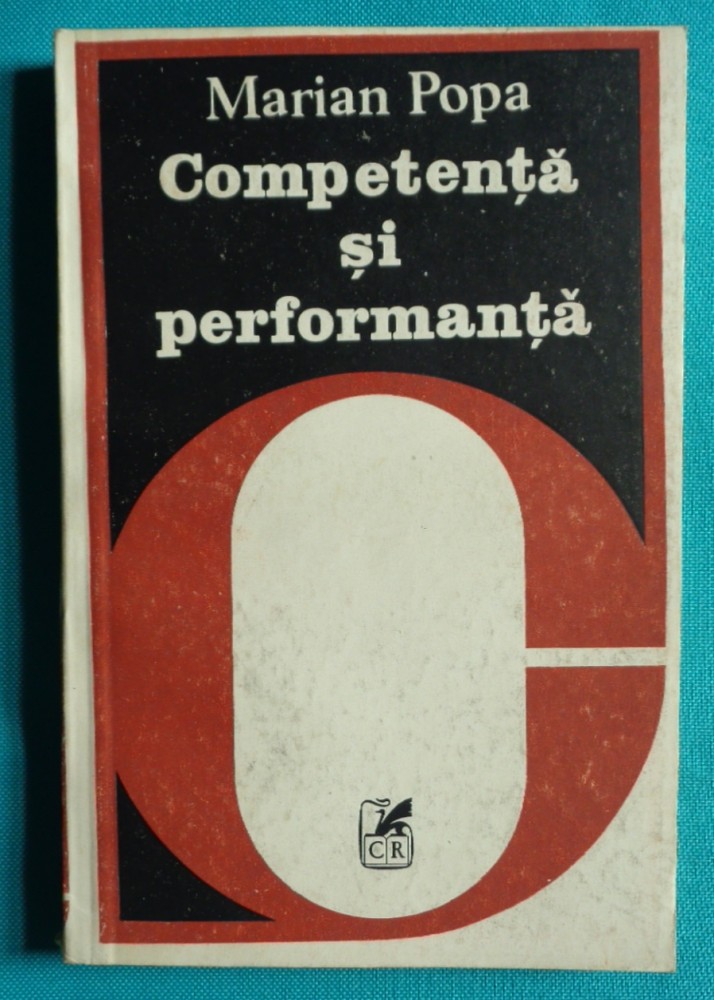 Marian Popa
Competență
și
performanță
CR